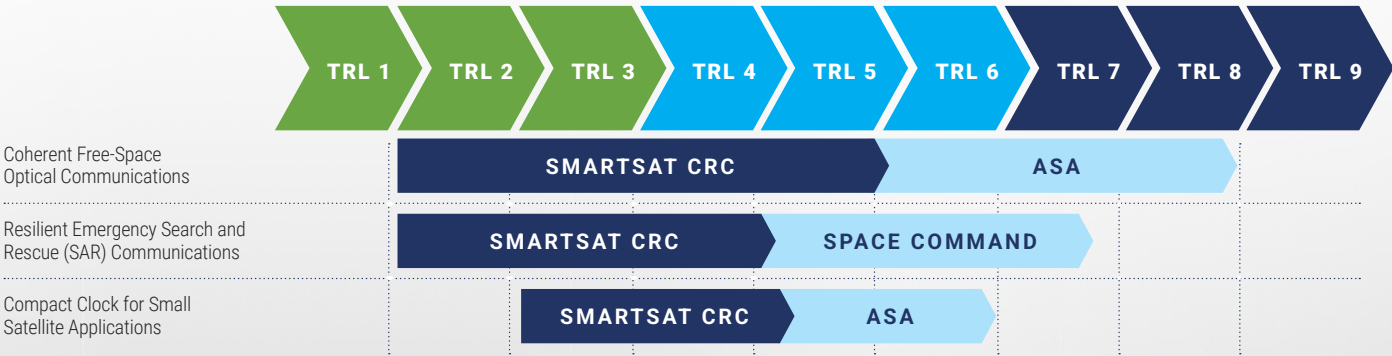 TRL 1 TRL 2 TRL 3 TRL 4 TRL 5 TRL 6 TRL 7 TRL 8 TRL 9
Coherent Free-Space
Optical Communications
SMARTSAT CRC ASA
Resilient Emergency Search and
Rescue (SAR) Communications
SMARTSAT CRC SPACE COMMAND
Compact Clock for Small
Satellite Applications
SMARTSAT CRC ASA